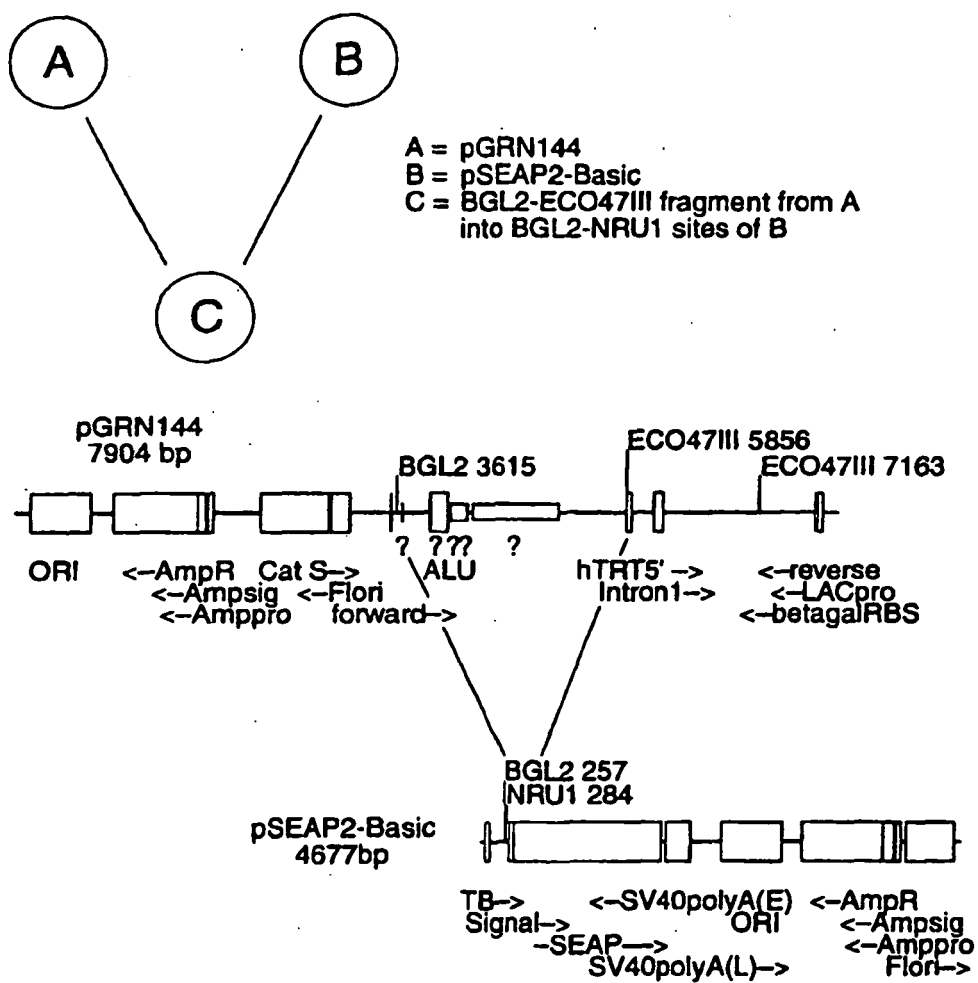 A
B
A = pGRN144
B = pSEAP2-Basic
C = BGL2-ECO47III fragment from A
into BGL2-NRU1 sites of B
C
pGRN144
7904 bp
BGL2 3615
ECO47III 5856
ECO47III 7163
? ? ?? ?
ORI <-AmpR Cat S-> ALU hTRT5' -> <-reverse
<-Ampsig <-Flori Intron1-> <-LACpro
<-Amppro forward-> <-betagalRBS
BGL2 257
NRU1 284
pSEAP2-Basic
4677bp
TB-> <-SV40polyA(E) <-AmpR
Signal-> ORI <-Ampsig
-SEAP-> <-Amppro
SV40polyA(L)-> Flori->